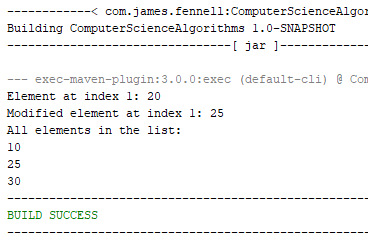 ------------< com.james.fennell:ComputerScienceAlgor
Building ComputerScienceAlgorithms 1.0-SNAPSHOT
--------------------------------[ jar ]-------------
--- exec-maven-plugin:3.0.0:exec (default-cli) @ Com
Element at index 1: 20
Modified element at index 1: 25
All elements in the list:
10
25
30
----------------------------------------------------
BUILD SUCCESS
----------------------------------------------------